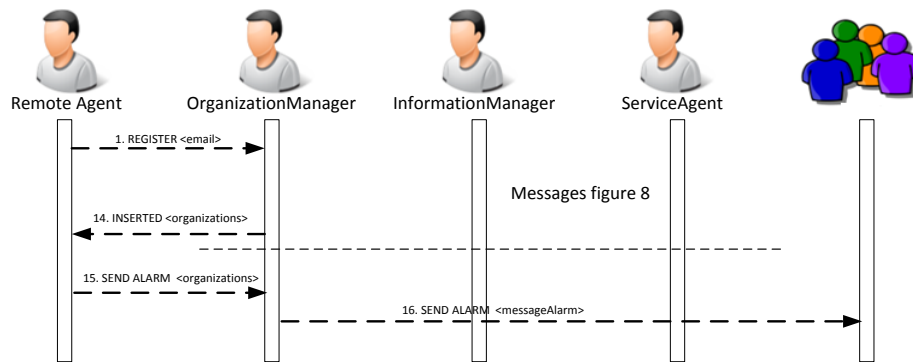 Remote Agent
OrganizationManager
InformationManager
ServiceAgent
1. REGISTER <email>
Messages figure 8
14. INSERTED <organizations>
15. SEND ALARM <organizations>
16. SEND ALARM <messageAlarm>